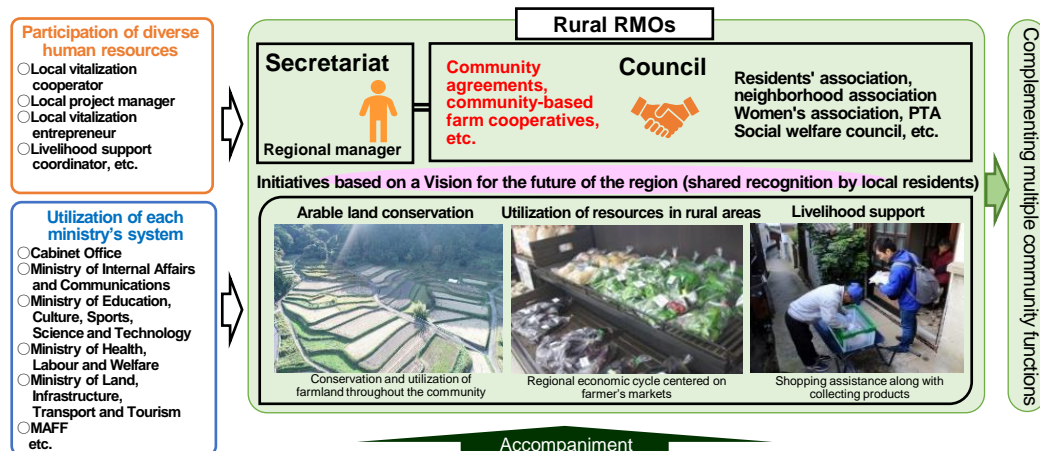 Participation of diverse
human resources
○Local vitalization
cooperator
○Local project manager
○Local vitalization
entrepreneur
○Livelihood support
coordinator, etc.
Utilization of each
ministry's system
○Cabinet Office
○Ministry of Internal Affairs
and Communications
○Ministry of Education,
Culture, Sports,
Science and Technology
○Ministry of Health,
Labour and Welfare
○Ministry of Land,
Infrastructure,
Transport and Tourism
○MAFF
etc.
Rural RMOs
Secretariat
Regional manager
Community
agreements,
community-based
farm cooperatives,
etc.
Council
Residents' association,
neighborhood association
Women's association, PTA
Social welfare council, etc.
Initiatives based on a Vision for the future of the region (shared recognition by local residents)
Arable land conservation
Conservation and utilization of
farmland throughout the community
Utilization of resources in rural areas
Regional economic cycle centered on
farmer's markets
Livelihood support
Shopping assistance along with
collecting products
Complementing multiple community functions
Accompaniment